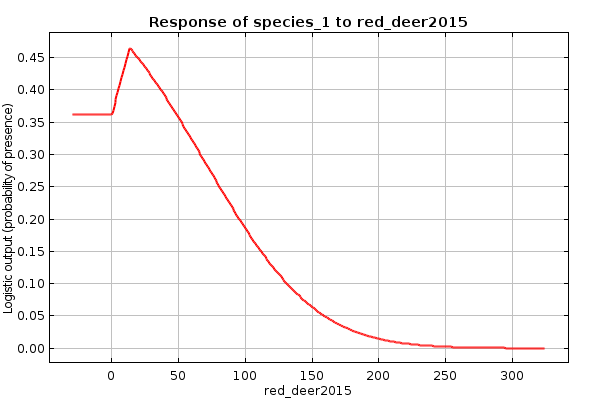 Response of species_1 to red_deer2015
Logistic output (probability of presence)
0.45
0.40
0.35
0.30
0.25
0.20
0.15
0.10
0.05
0.00
0 50 100 150 200 250 300
red_deer2015